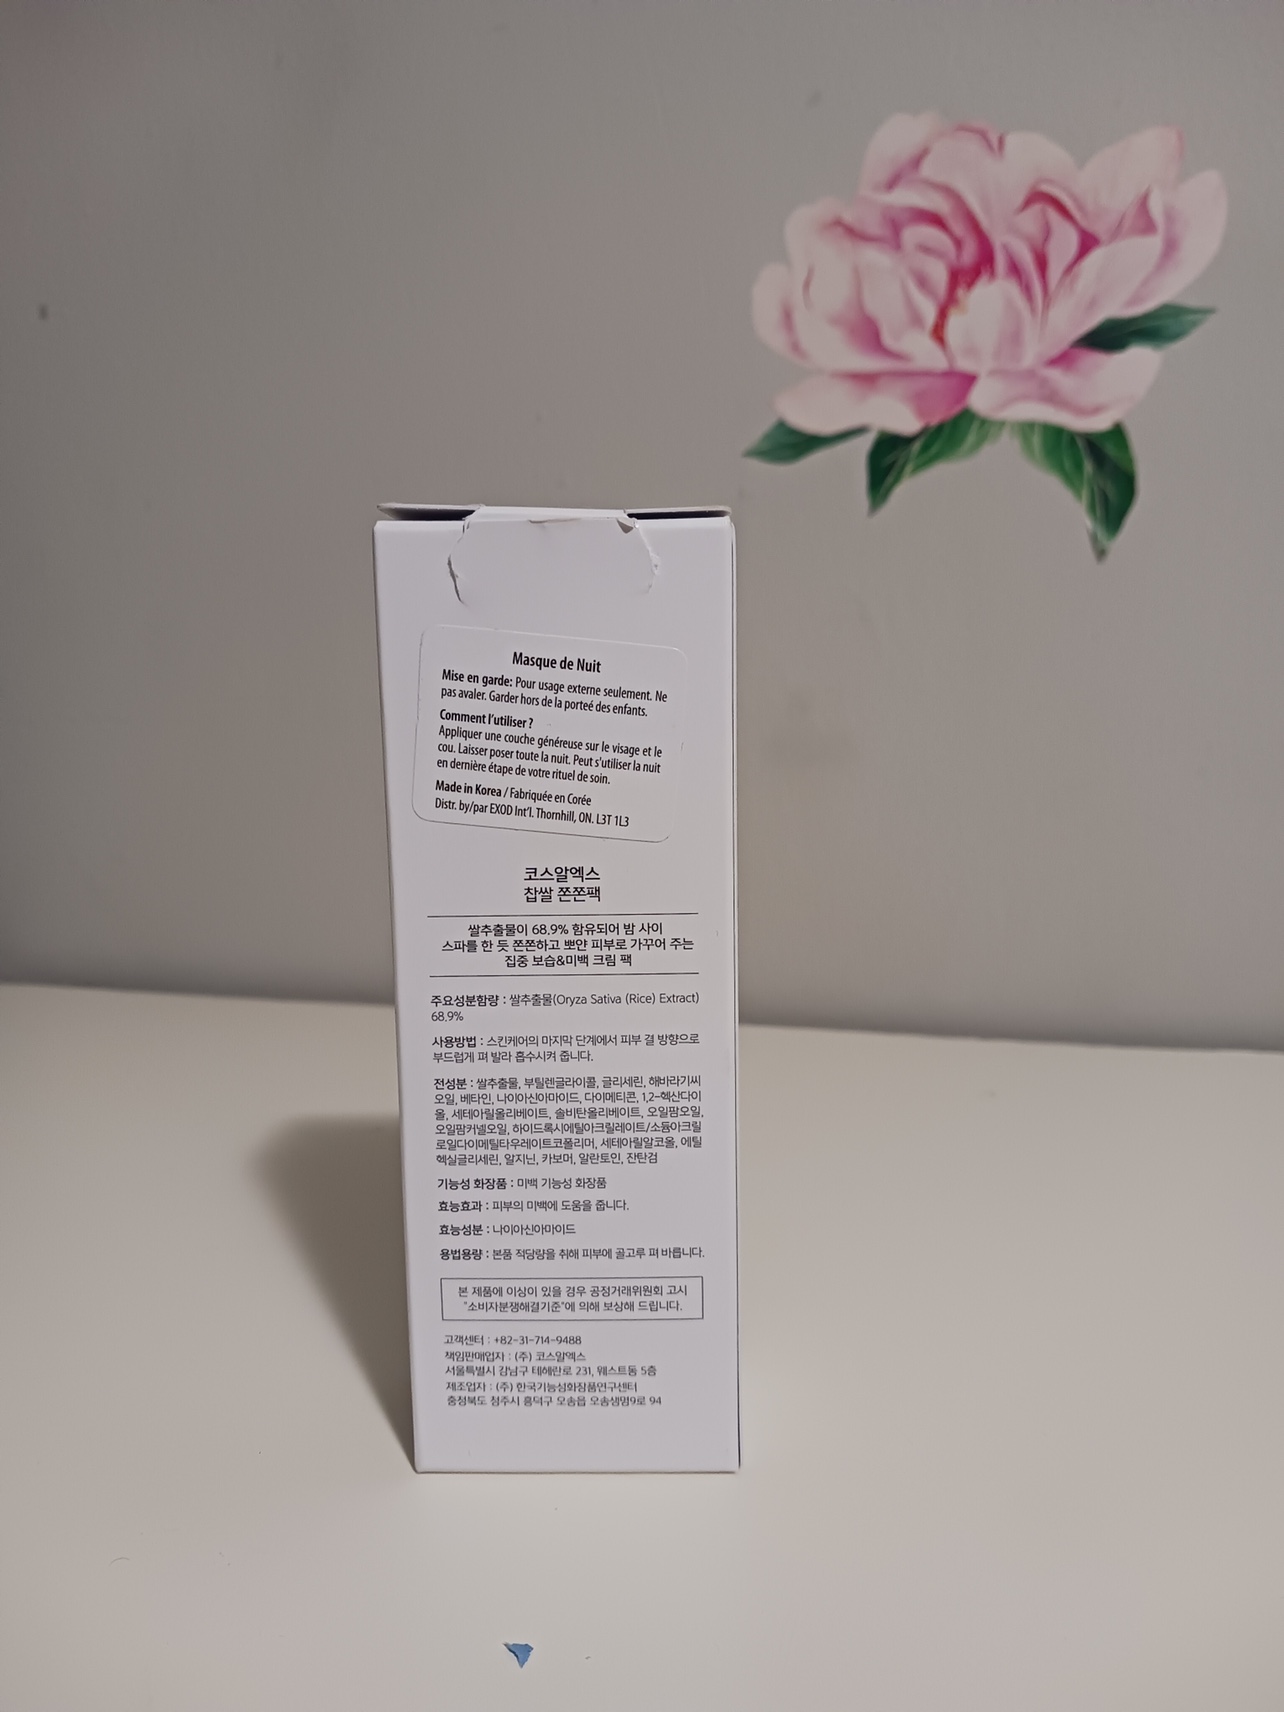 Masque de Nuit
Mise en garde: Pour usage externe seulement. Ne
pas avaler. Garder hors de la porteé des enfants.
Comment l'utiliser ?
Appliquer une couche généreuse sur le visage et le
cou. Laisser poser toute la nuit. Peut s'utiliser la nuit
en dernière étape de votre rituel de soin.
Made in Korea / Fabriquée en Corée
Distr. by/par EXOD Int'l. Thornhill, ON. L3T 1L3
코스알엑스
찹쌀 쫀쫀팩
쌀추출물이 68.9% 함유되어 밤 사이
스파를 한 듯 쫀쫀하고 뽀얀 피부로 가꾸어 주는
집중 보습&미백 크림 팩
주요성분함량 : 쌀추출물(Oryza Sativa (Rice) Extract)
68.9%
사용방법 : 스킨케어의 마지막 단계에서 피부 결 방향으로
부드럽게 펴 발라 흡수시켜 줍니다.
전성분 : 쌀추출물, 부틸렌글라이콜, 글리세린, 해바라기씨
오일, 베타인, 나이아신아마이드, 다이메티콘, 1,2-헥산다이
올, 세테아릴올리베이트, 솔비탄올리베이트, 오일팜오일,
오일팜커넬오일, 하이드록시에틸아크릴레이트/소듐아크릴
로일다이메틸타우레이트코폴리머, 세테아릴알코올, 에틸
헥실글리세린, 알지닌, 카보머, 알란토인, 잔탄검
기능성 화장품 : 미백 기능성 화장품
효능효과 : 피부의 미백에 도움을 줍니다.
효능성분 : 나이아신아마이드
용법용량 : 본품 적당량을 취해 피부에 골고루 펴 바릅니다.
본 제품에 이상이 있을 경우 공정거래위원회 고시
"소비자분쟁해결기준"에 의해 보상해 드립니다.
고객센터 : +82-31-714-9488
책임판매업자 : (주) 코스알엑스
서울특별시 강남구 테헤란로 231, 웨스트동 5층
제조업자 : (주) 한국기능성화장품연구센터
충청북도 청주시 흥덕구 오송읍 오송생명9로 94